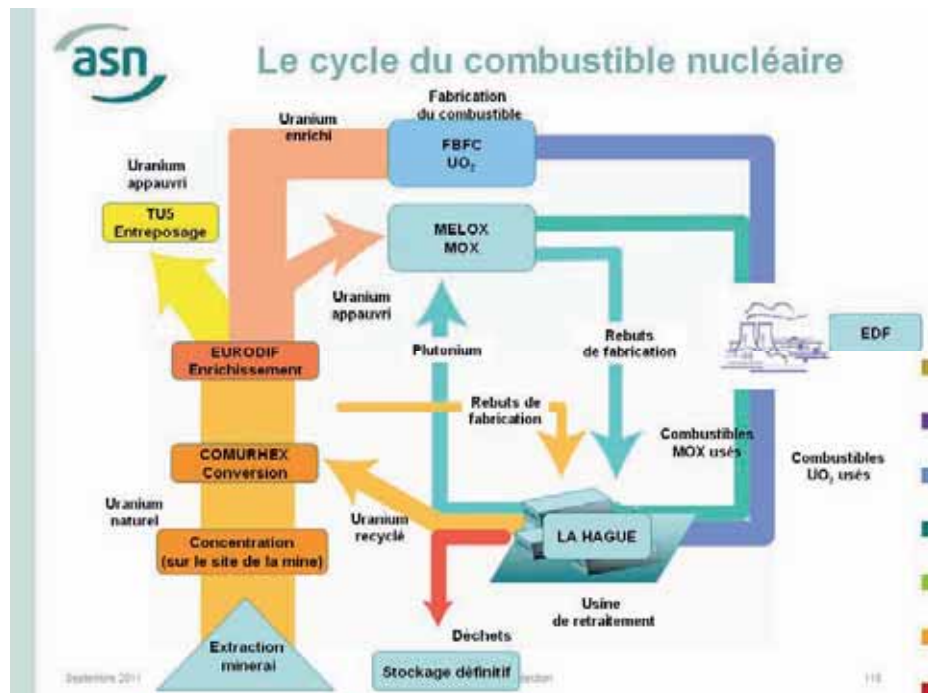 asn
Le cycle du combustible nucléaire
Fabrication
du combustible
Uranium
enrichi
FBFC
UO₂
Uranium
appauvri
TU5
Entreposage
MELOX
MOX
Uranium
appauvri
EDF
Rebuts
de fabrication
Plutonium
EURODIF
Enrichissement
Rebuts de
fabrication
Combustibles
MOX usés
Combustibles
UO₂ usés
COMURHEX
Conversion
Uranium
naturel
Uranium
recyclé
LA HAGUE
Concentration
(sur le site de la mine)
Usine
de retraitement
Déchets
Extraction
minerai
Stockage définitif
Septembre 2011